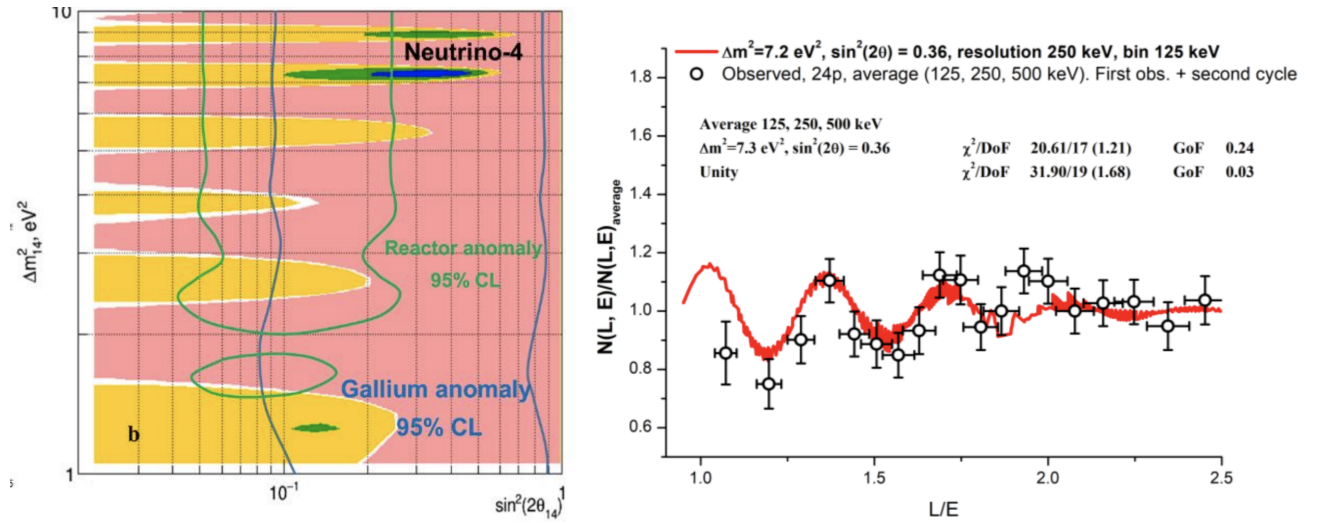 10
Neutrino-4
Δm²₁₄, eV²
Reactor anomaly
95% CL
Gallium anomaly
95% CL
b
1
10⁻¹
1
sin²(2θ₁₄)
Δm²=7.2 eV², sin²(2θ) = 0.36, resolution 250 keV, bin 125 keV
Observed, 24p, average (125, 250, 500 keV). First obs. + second cycle
Average 125, 250, 500 keV
Δm²=7.3 eV², sin²(2θ) = 0.36 χ²/DoF 20.61/17 (1.21) GoF 0.24
Unity χ²/DoF 31.90/19 (1.68) GoF 0.03
N(L, E)/N(L,E)average
1.8
1.6
1.4
1.2
1.0
0.8
0.6
1.0 1.5 2.0 2.5
L/E